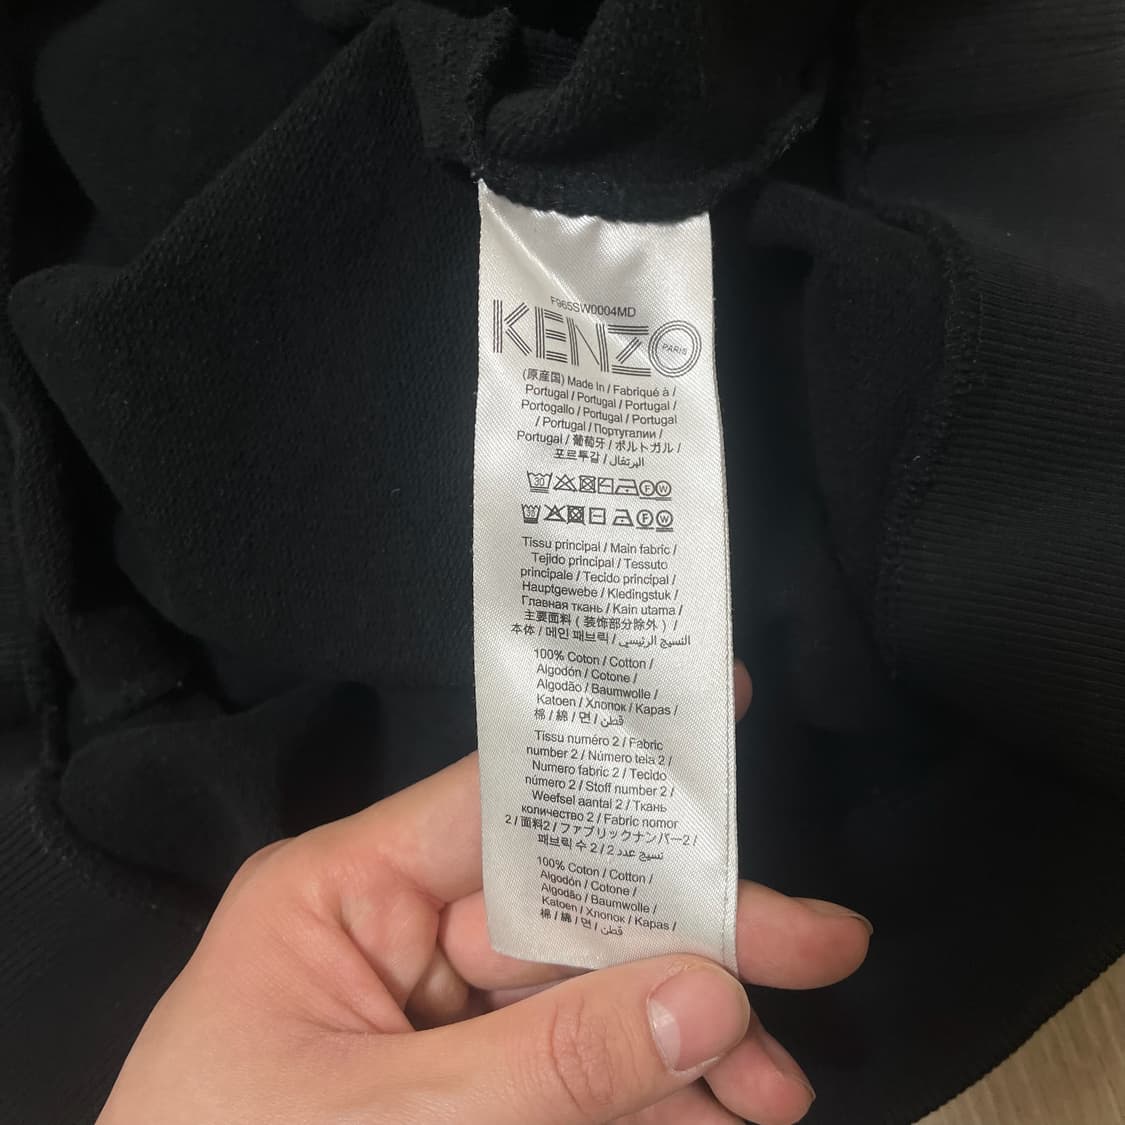 F965SW0004MD
KENZO
PARIS
(原産国) Made In / Fabriqué à /
Portugal / Portugal / Portugal /
Portogallo / Portugal / Portugal
/ Portugal / Португалии /
Portugal / 葡萄牙 / ポルトガル /
포르투갈 / البرتغال
30 F W
30 F W
Tissu principal / Main fabric /
Tejido principal / Tessuto
principale / Tecido principal /
Hauptgewebe / Kledingstuk /
Главная ткань / Kain utama /
主要面料 ( 装饰部分除外 ) /
本体 / 메인 패브릭 / النسيج الرئيسي
100% Coton / Cotton /
Algodón / Cotone /
Algodão / Baumwolle /
Katoen / Хлопок / Kapas /
棉 / 綿 / 면 / قطن
Tissu numéro 2 / Fabric
number 2 / Número tela 2 /
Numero fabric 2 / Tecido
número 2 / Stoff number 2 /
Weefsel aantal 2 / Ткань
количество 2 / Fabric nomor
2 / 面料2 / ファブリックナンバー2 /
패브릭 수 2 / نسيج عدد 2
100% Coton / Cotton /
Algodón / Cotone /
Algodão / Baumwolle /
Katoen / Хлопок / Kapas /
棉 / 綿 / 면 / قطن